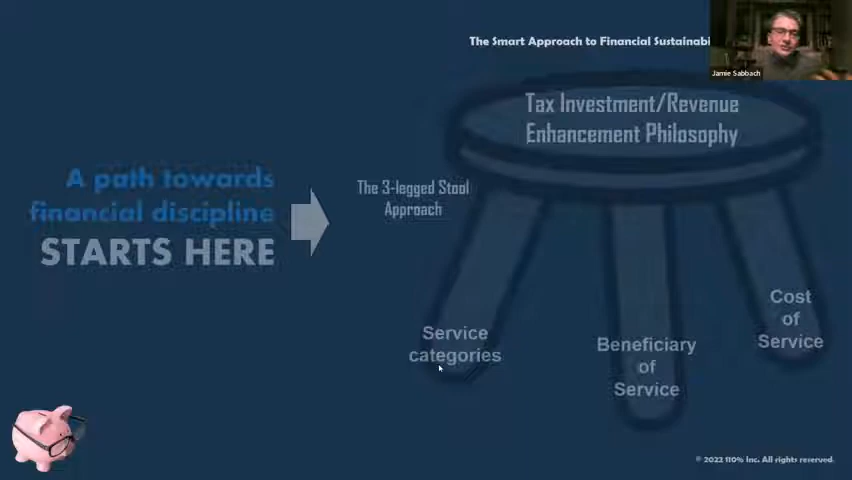 The Smart Approach to Financial Sustainabi
Jamie Sabbach
Tax Investment/Revenue
Enhancement Philosophy
A path towards
financial discipline
STARTS HERE
The 3-legged Stool
Approach
Service
categories
Beneficiary
of
Service
Cost
of
Service
© 2022 110% Inc. All rights reserved.